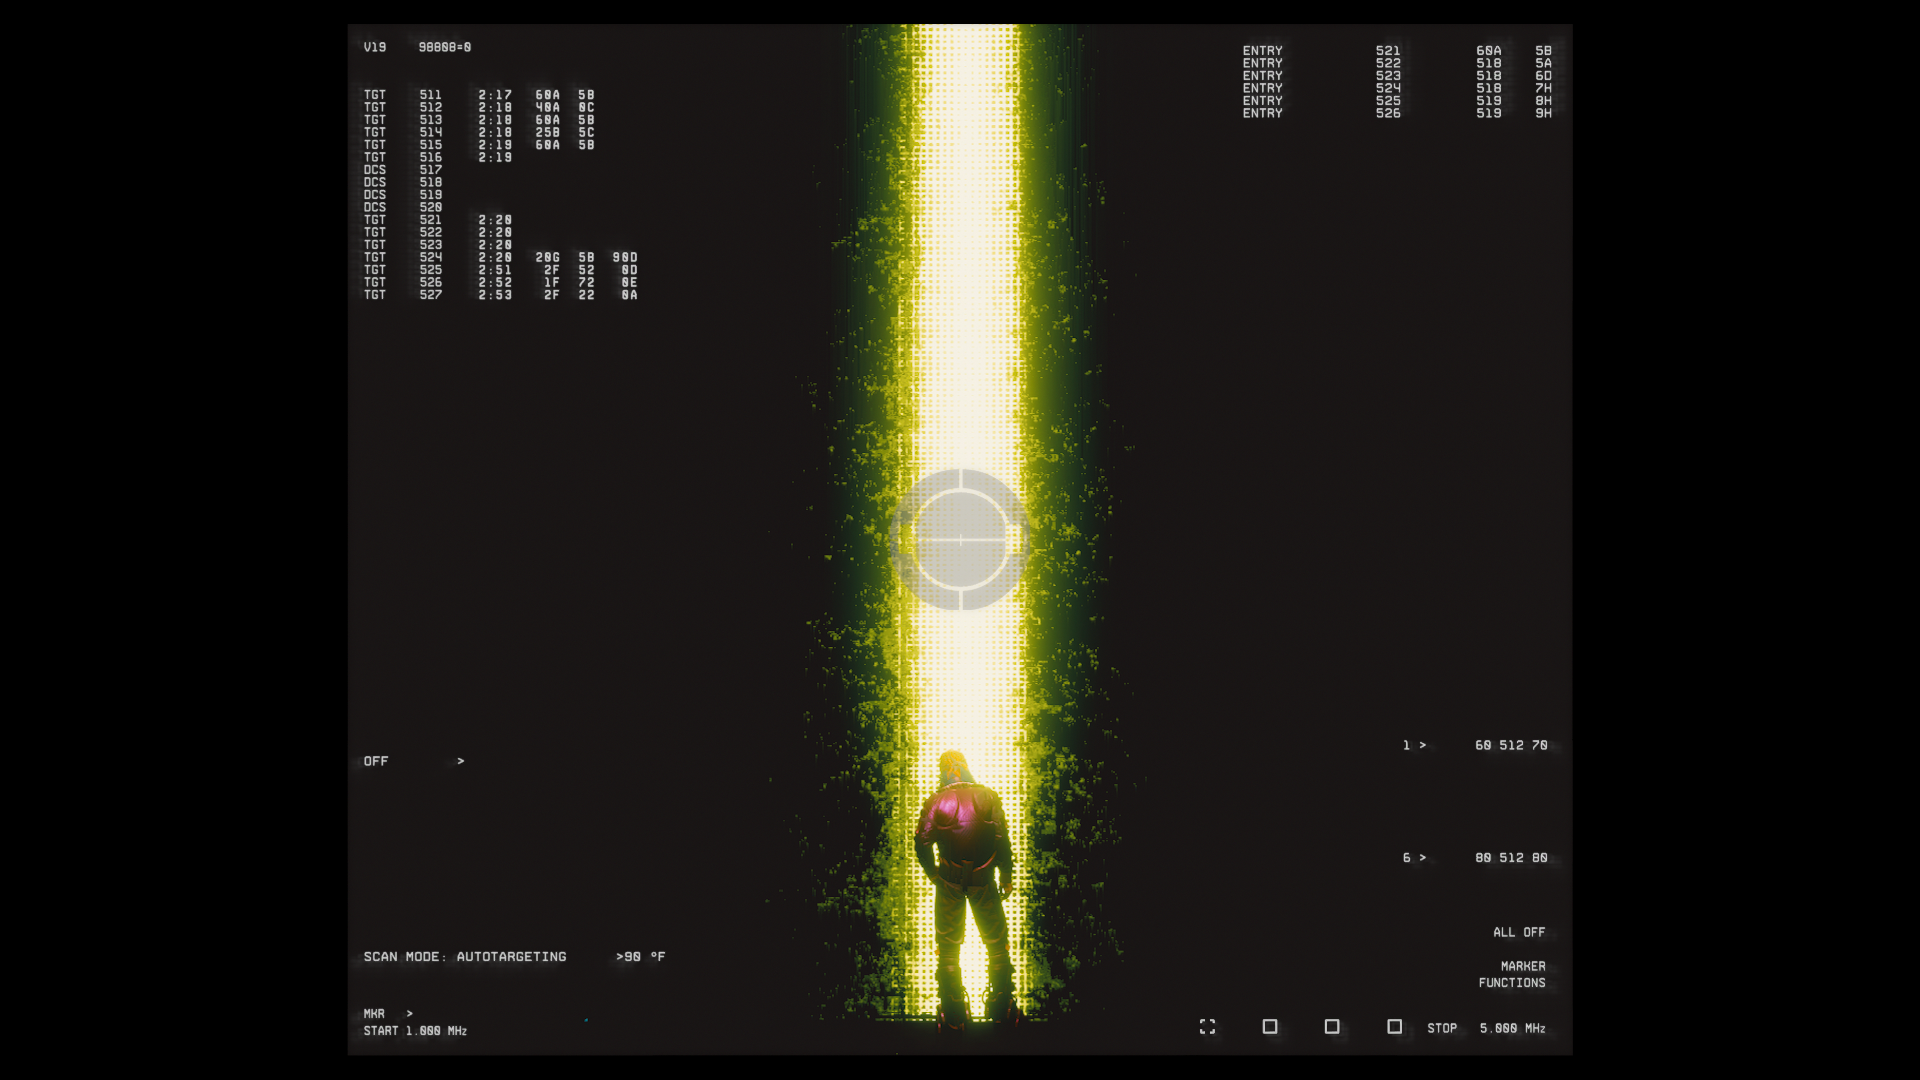 V19 98808=0
TGT 511 2:17 60A 5B
TGT 512 2:18 40A 0C
TGT 513 2:18 60A 5B
TGT 514 2:18 25B 5C
TGT 515 2:19 60A 5B
TGT 516 2:19
DCS 517
DCS 518
DCS 519
DCS 520
TGT 521 2:20
TGT 522 2:20
TGT 523 2:20
TGT 524 2:20 20G 5B 90D
TGT 525 2:51 2F 52 0D
TGT 526 2:52 1F 72 0E
TGT 527 2:53 2F 22 0A
ENTRY 521 60A 5B
ENTRY 522 518 5A
ENTRY 523 518 6D
ENTRY 524 518 7H
ENTRY 525 519 8H
ENTRY 526 519 9H
OFF >
1 > 60 512 70
6 > 80 512 80
SCAN MODE: AUTOTARGETING >90 °F
ALL OFF
MARKER
FUNCTIONS
MKR >
START 1.000 MHz
STOP 5.000 MHz